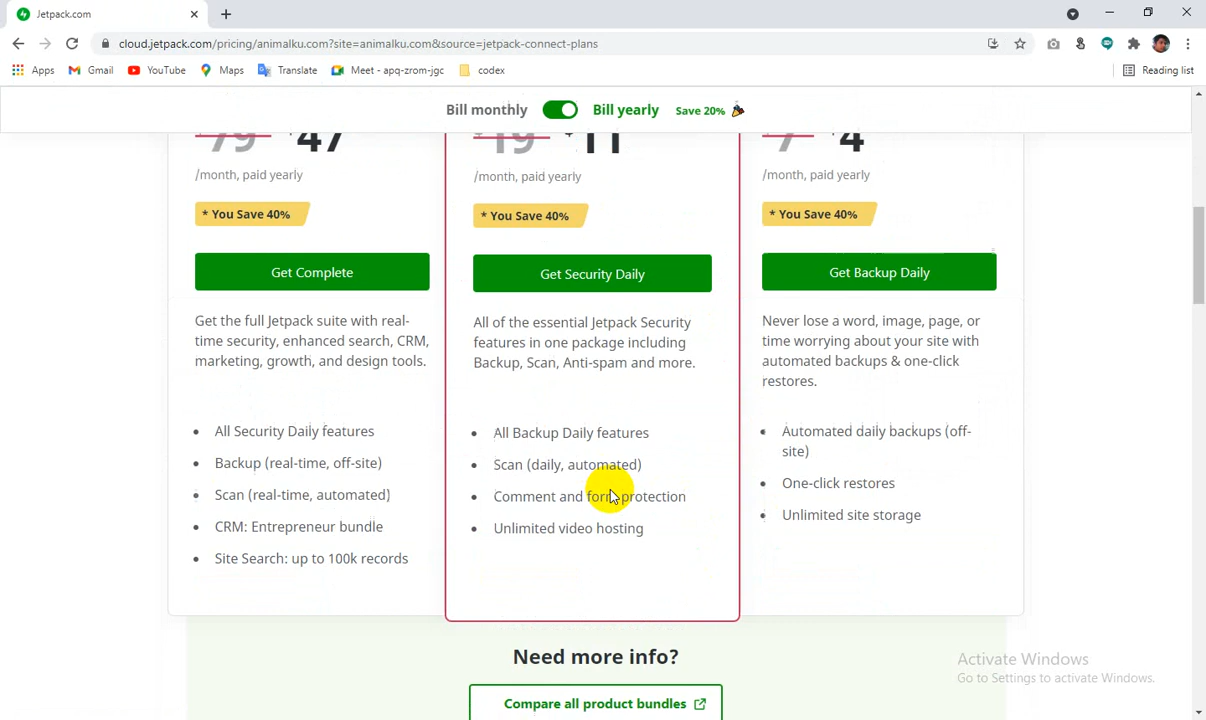 Jetpack.com
cloud.jetpack.com/pricing/animalku.com?site=animalku.com&source=jetpack-connect-plans
Apps Gmail YouTube Maps Translate Meet - apq-zrom-jgc codex Reading list
Bill monthly Bill yearly Save 20%
$79 $47
/month, paid yearly
* You Save 40%
Get Complete
Get the full Jetpack suite with real-
time security, enhanced search, CRM,
marketing, growth, and design tools.
• All Security Daily features
• Backup (real-time, off-site)
• Scan (real-time, automated)
• CRM: Entrepreneur bundle
• Site Search: up to 100k records
$19 $11
/month, paid yearly
* You Save 40%
Get Security Daily
All of the essential Jetpack Security
features in one package including
Backup, Scan, Anti-spam and more.
• All Backup Daily features
• Scan (daily, automated)
• Comment and form protection
• Unlimited video hosting
$7 $4
/month, paid yearly
* You Save 40%
Get Backup Daily
Never lose a word, image, page, or
time worrying about your site with
automated backups & one-click
restores.
• Automated daily backups (off-
site)
• One-click restores
• Unlimited site storage
Need more info?
Compare all product bundles
Activate Windows
Go to Settings to activate Windows.